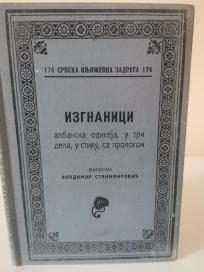 176 СРПСКА КЊИЖЕВНА ЗАДРУГА 176
ИЗГНАНИЦИ
албанска одисеја, у три
дела, у стиху, са прологом
НАПИСАО
ВЛАДИМИР СТАНИМИРОВИЋ